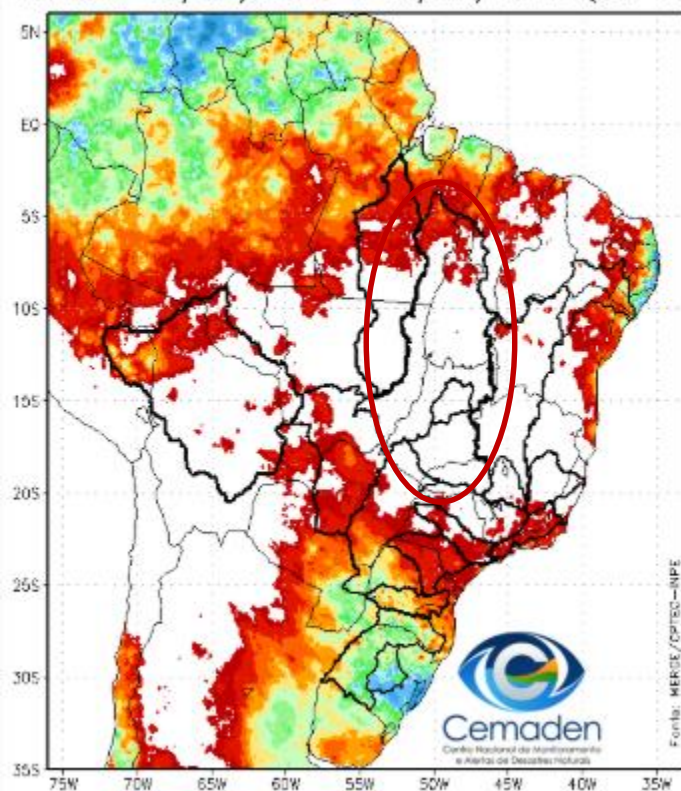 5N
EQ
5S
10S
15S
20S
25S
30S
35S
75W 70W 65W 60W 55W 50W 45W 40W 35W
Cemaden
Centro Nacional de Monitoramento
e Alertas de Desastres Naturais
Fonte: MERGE/CPTEC-INPE